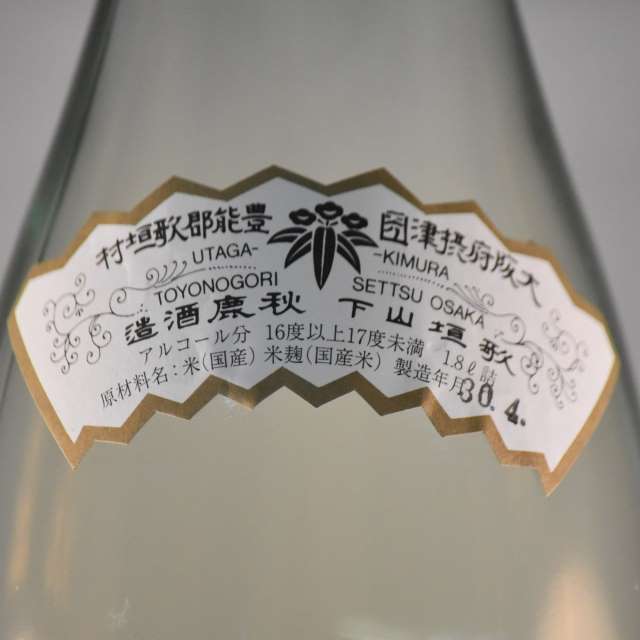 大阪府摂津國 豊能郡歌垣村
UTAGA- -KIMURA
TOYONOGORI SETTSU OSAKA
歌垣山下 秋鹿酒造
アルコール分 16度以上17度未満 1.8ℓ詰
原材料名：米(国産) 米麹(国産米) 製造年月 30.4.